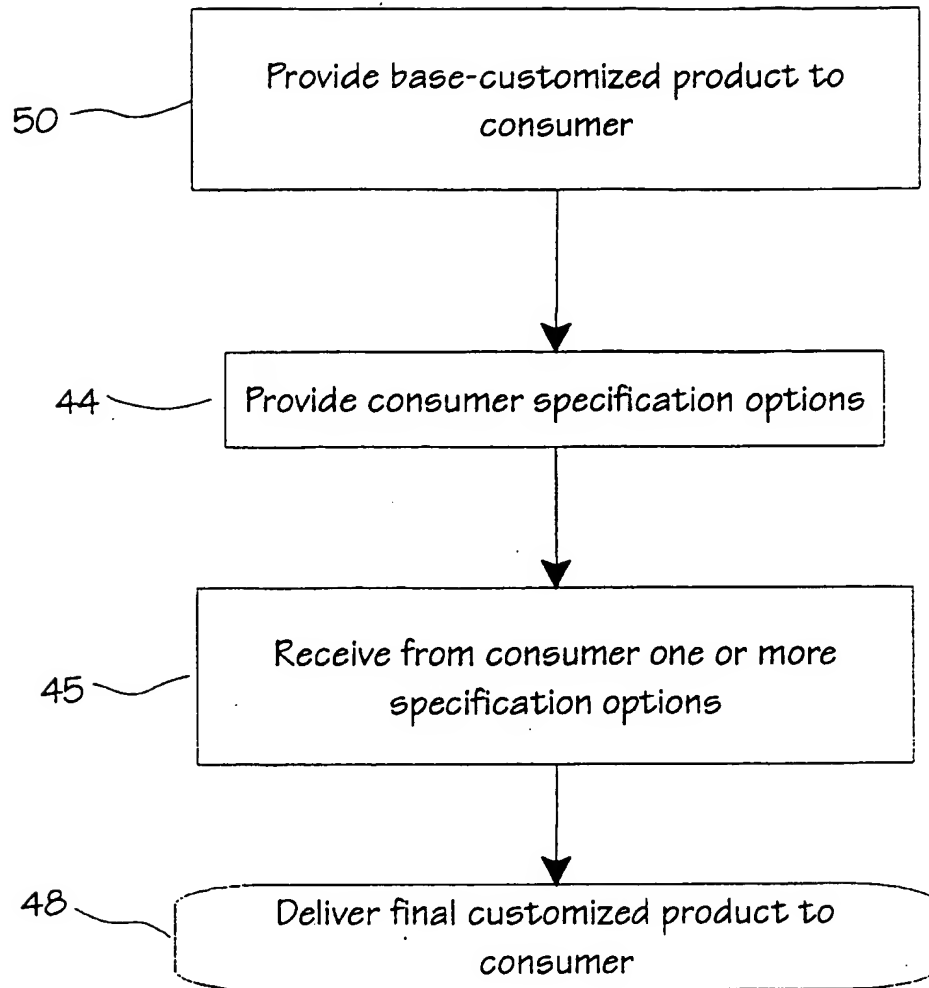 Provide base-customized product to
consumer
50
Provide consumer specification options
44
Receive from consumer one or more
specification options
45
Deliver final customized product to
consumer
48